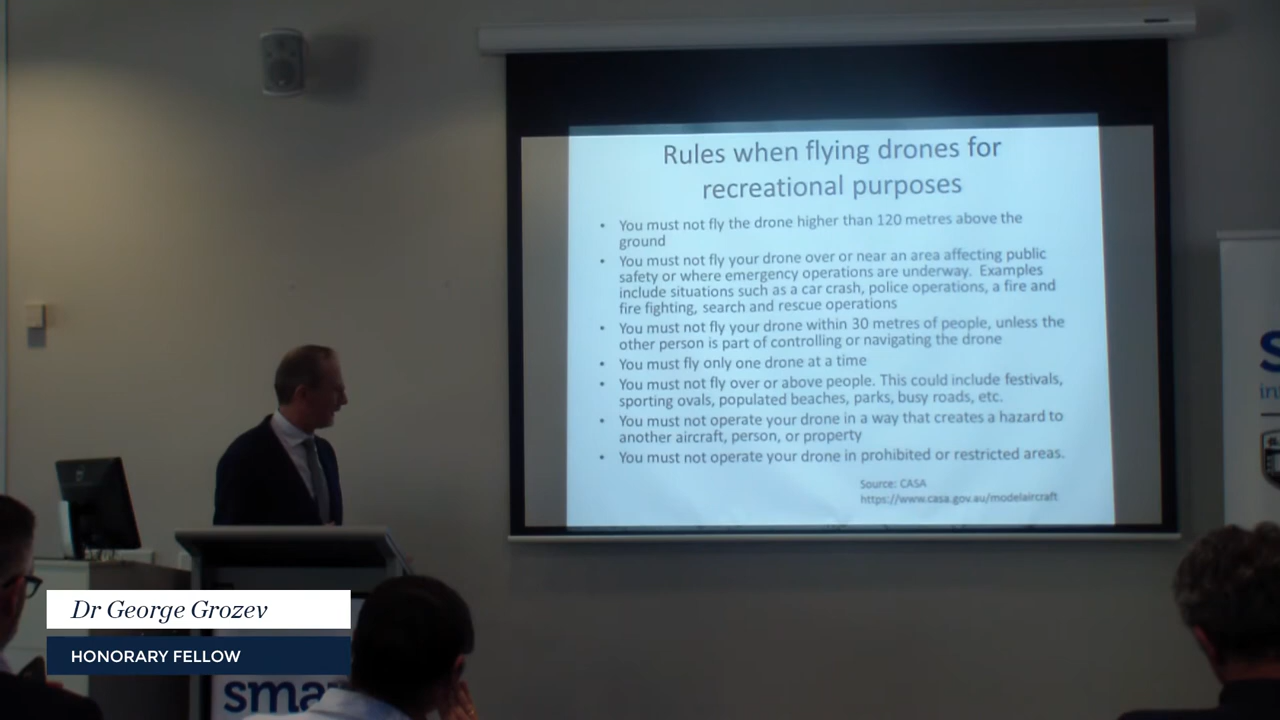 Rules when flying drones for
recreational purposes
• You must not fly the drone higher than 120 metres above the
ground
• You must not fly your drone over or near an area affecting public
safety or where emergency operations are underway. Examples
include situations such as a car crash, police operations, a fire and
fire fighting, search and rescue operations
• You must not fly your drone within 30 metres of people, unless the
other person is part of controlling or navigating the drone
• You must fly only one drone at a time
• You must not fly over or above people. This could include festivals,
sporting ovals, populated beaches, parks, busy roads, etc.
• You must not operate your drone in a way that creates a hazard to
another aircraft, person, or property
• You must not operate your drone in prohibited or restricted areas.
Source: CASA
https://www.casa.gov.au/modelaircraft
Dr George Grozev
HONORARY FELLOW
sma